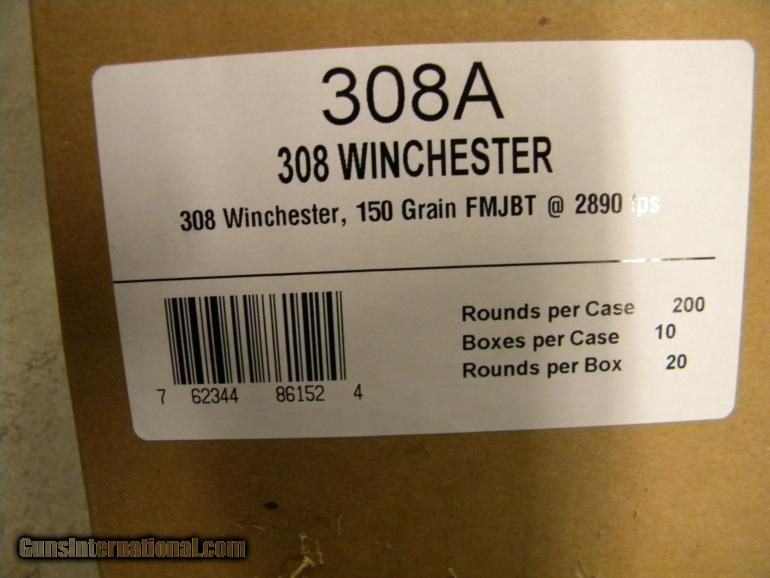 308A
308 WINCHESTER
308 Winchester, 150 Grain FMJBT @ 2890 fps
Rounds per Case 200
Boxes per Case 10
Rounds per Box 20
7 62344 86152 4
GunsInternational.com